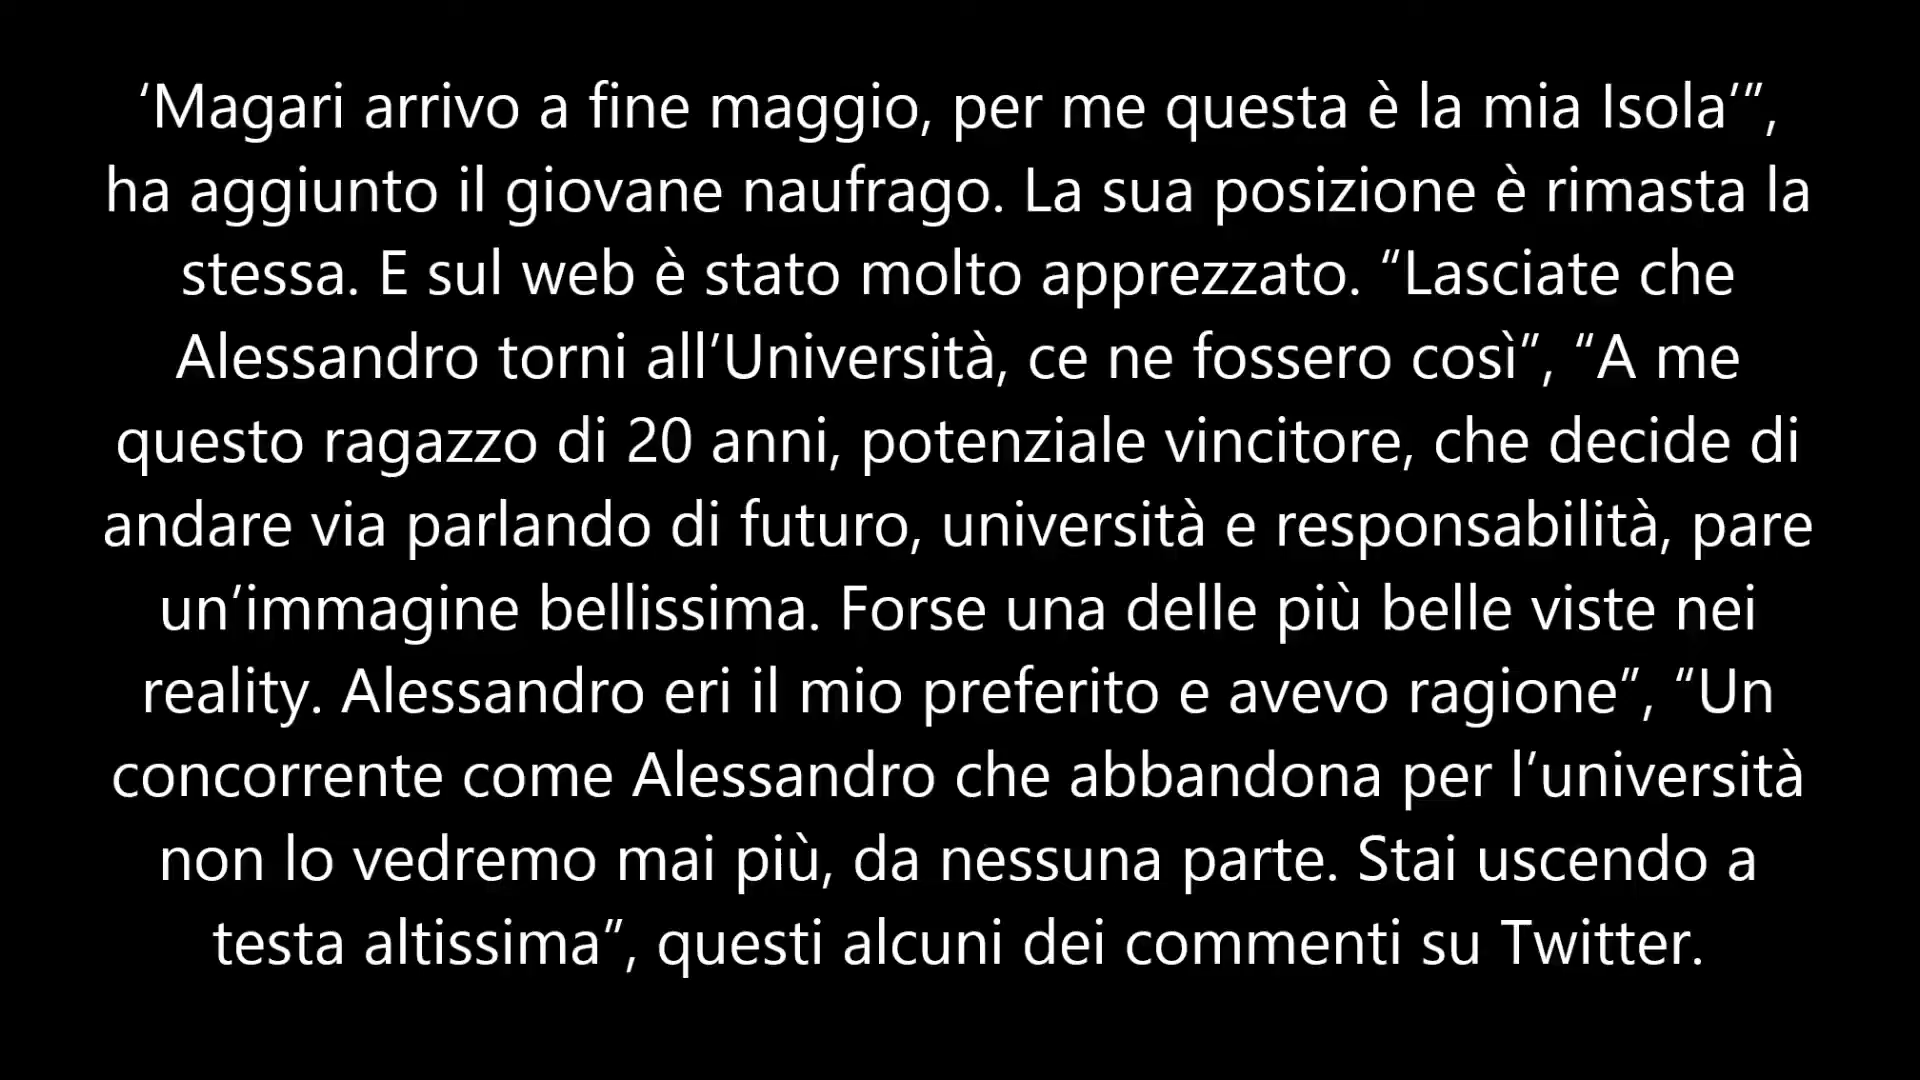 ‘Magari arrivo a fine maggio, per me questa è la mia Isola’”,
ha aggiunto il giovane naufrago. La sua posizione è rimasta la
stessa. E sul web è stato molto apprezzato. “Lasciate che
Alessandro torni all’Università, ce ne fossero così”, “A me
questo ragazzo di 20 anni, potenziale vincitore, che decide di
andare via parlando di futuro, università e responsabilità, pare
un’immagine bellissima. Forse una delle più belle viste nei
reality. Alessandro eri il mio preferito e avevo ragione”, “Un
concorrente come Alessandro che abbandona per l’università
non lo vedremo mai più, da nessuna parte. Stai uscendo a
testa altissima”, questi alcuni dei commenti su Twitter.